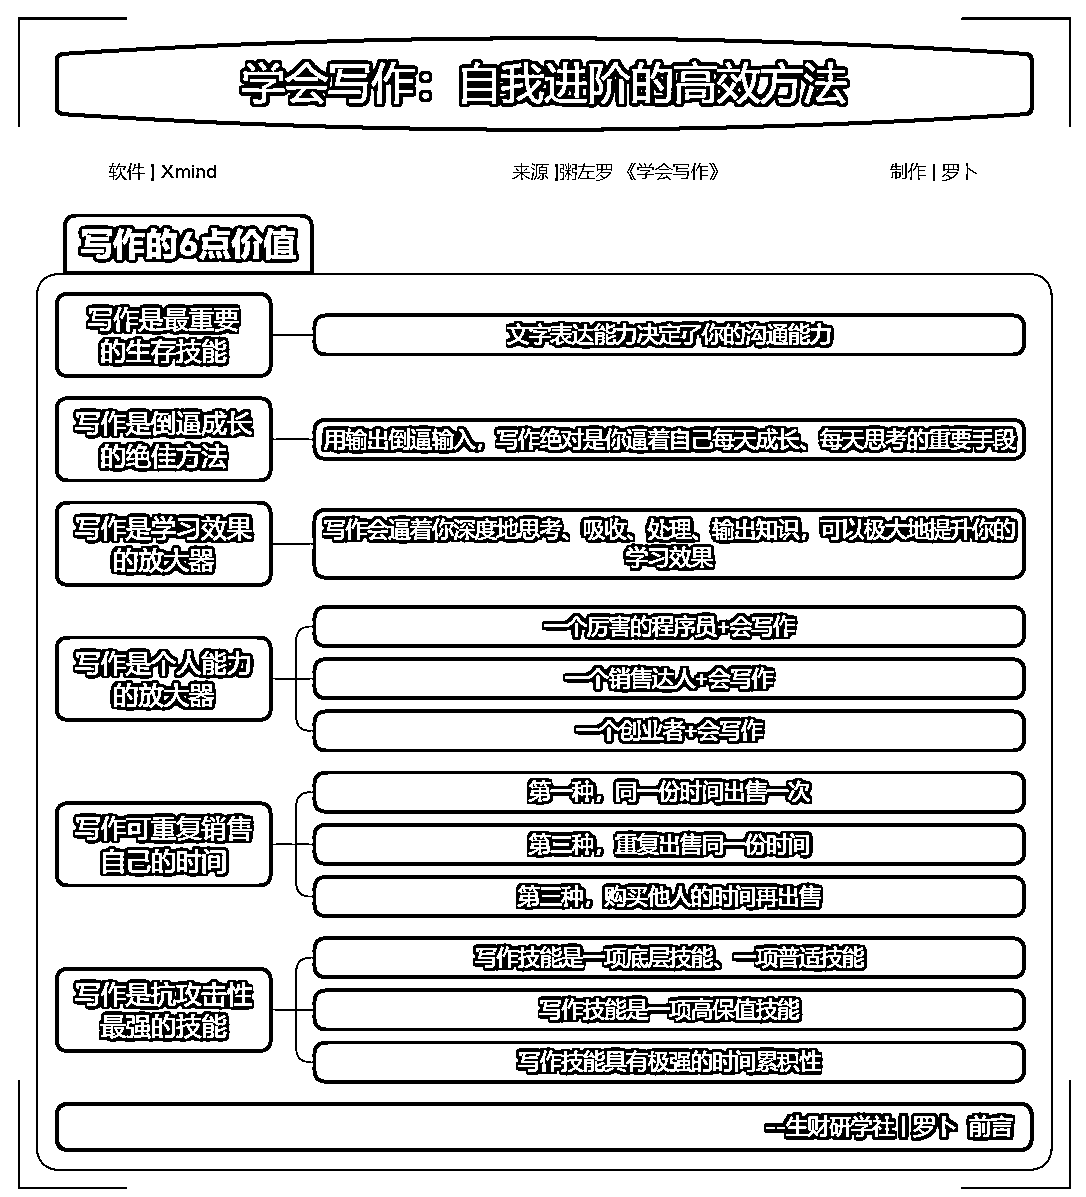 学会写作：自我进阶的高效方法
软件 | Xmind
来源 |粥左罗 《学会写作》
制作 | 罗卜
写作的6点价值
写作是最重要
的生存技能
文字表达能力决定了你的沟通能力
写作是倒逼成长
的绝佳方法
用输出倒逼输入，写作绝对是你逼着自己每天成长、每天思考的重要手段
写作是学习效果
的放大器
写作会逼着你深度地思考、吸收、处理、输出知识，可以极大地提升你的
学习效果
写作是个人能力
的放大器
一个厉害的程序员+会写作
一个销售达人+会写作
一个创业者+会写作
写作可重复销售
自己的时间
第一种，同一份时间出售一次
第二种，重复出售同一份时间
第三种，购买他人的时间再出售
写作是抗攻击性
最强的技能
写作技能是一项底层技能、一项普适技能
写作技能是一项高保值技能
写作技能具有极强的时间累积性
--生财研学社 | 罗卜 前言